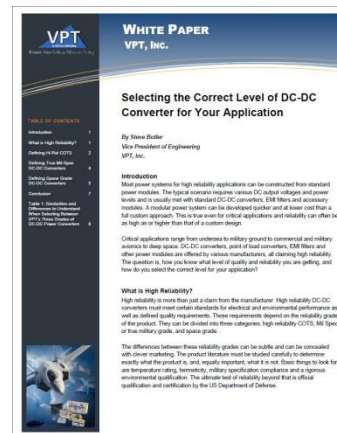 VPT
WHITE PAPER
VPT, INC.
TABLE OF CONTENTS
Introduction 1
What is High Reliability? 1
Defining Hi-Rel COTS 2
Defining True Mil-Spec
DC-DC Converters 4
Defining Space Grade
DC-DC Converters
Conclusion 7
Table 1: Similarities and
Differences to Understand
When Selecting Between
VPT's Three Grades of
DC-DC Power Converters
Selecting the Correct Level of DC-DC
Converter for Your Application
By Steve Butler
Vice President of Engineering
VPT, Inc.
Introduction
Most power systems for high reliability applications can be constructed from standard
power modules. The typical scenario requires various DC output voltages and power
levels and is usually met with standard DC-DC converters, EMI filters and accessory
modules. A modular power system can be developed quicker and at lower cost than a
full custom approach. This is true even for critical applications and reliability can often be
as high as or higher than that of a custom design.
Critical applications range from undersea to military ground to commercial and military
avionics to deep space. DC-DC converters, point of load converters, EMI filters and
other power modules are offered by various manufacturers, all claiming high reliability.
The question is, how you know what level of quality and reliability you are getting, and
how do you select the correct level for your application?
What is High Reliability?
High reliability is more than just a claim from the manufacturer. High reliability DC-DC
converters must meet certain standards for electrical and environmental performance as
well as defined quality requirements. Those requirements depend on the reliability grade
of the product. They can be divided into three categories; high reliability COTS, Mil Spec
or true military grade, and space grade.
The differences between these reliability grades can be subtle and can be concealed
with clever marketing. The product literature must be studied carefully to determine
exactly what the product is, and, equally important, what it is not. Basic things to look for
are temperature rating, hermeticity, military specification compliance and a rigorous
environmental qualification. The ultimate test of reliability beyond that is official
qualification and certification by the US Department of Defense.